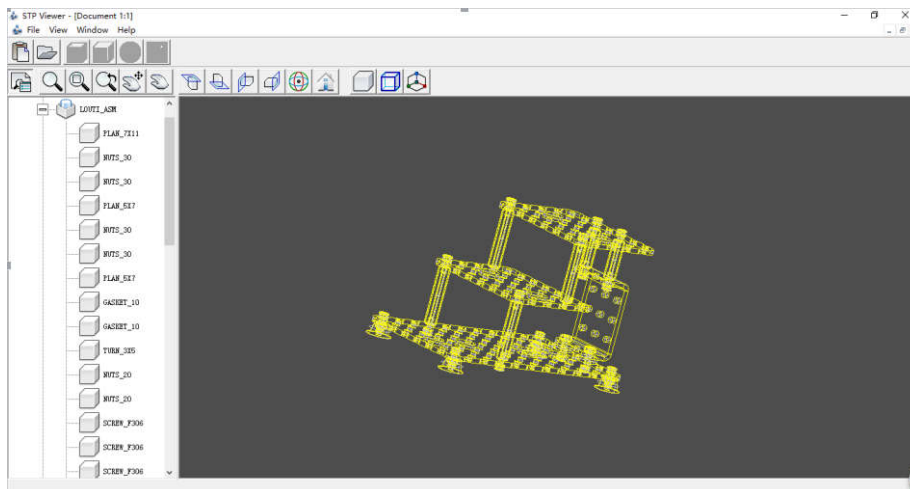 STP Viewer - [Document 1:1]
File View Window Help
LOUTI_ASM
PLAN_7X11
NUTS_30
NUTS_30
PLAN_5X7
NUTS_30
NUTS_30
PLAN_5X7
GASKET_10
GASKET_10
TURN_3X5
NUTS_20
NUTS_20
SCREW_F306
SCREW_F306
SCREW_F306